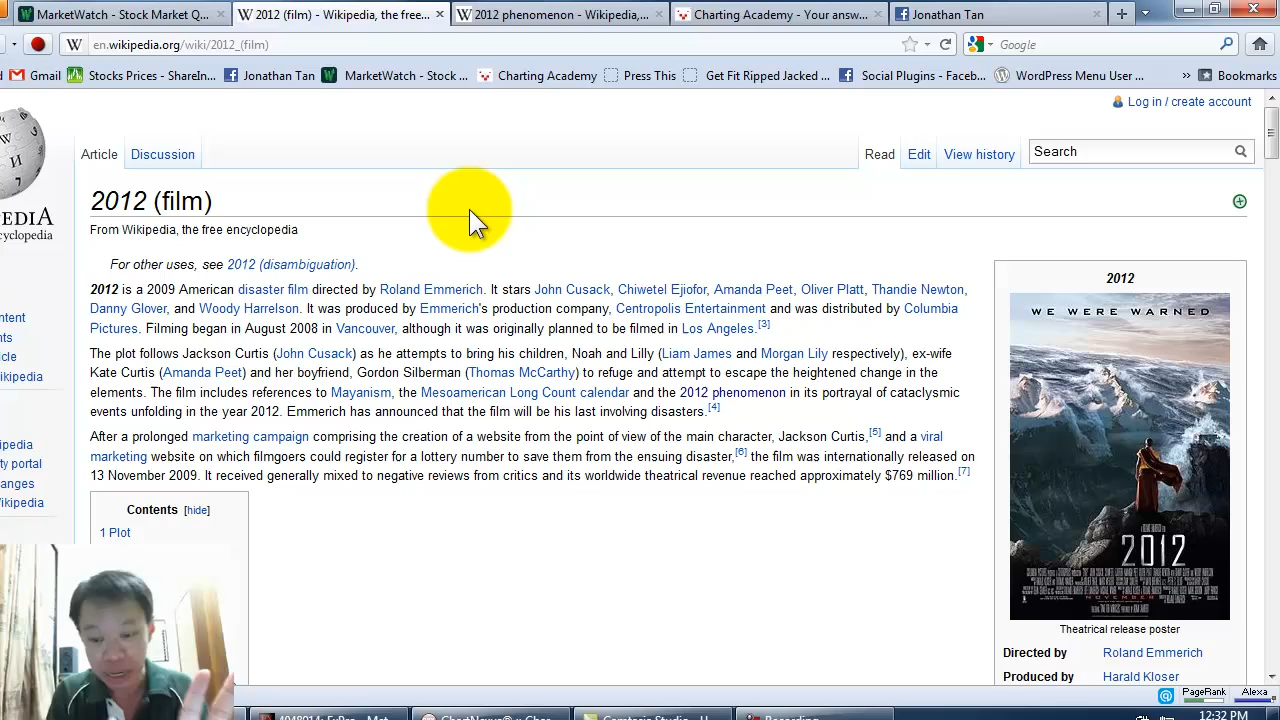 MarketWatch - Stock Market Q...
2012 (film) - Wikipedia, the free...
2012 phenomenon - Wikipedia,...
Charting Academy - Your answ...
Jonathan Tan
en.wikipedia.org/wiki/2012_(film)
Google
Gmail
Stocks Prices - ShareIn...
Jonathan Tan
MarketWatch - Stock ...
Charting Academy
Press This
Get Fit Ripped Jacked ...
Social Plugins - Faceb...
WordPress Menu User ...
Bookmarks
Log in / create account
Article
Discussion
Read
Edit
View history
Search
2012 (film)
From Wikipedia, the free encyclopedia
For other uses, see 2012 (disambiguation).
2012 is a 2009 American disaster film directed by Roland Emmerich. It stars John Cusack, Chiwetel Ejiofor, Amanda Peet, Oliver Platt, Thandie Newton,
Danny Glover, and Woody Harrelson. It was produced by Emmerich's production company, Centropolis Entertainment and was distributed by Columbia
Pictures. Filming began in August 2008 in Vancouver, although it was originally planned to be filmed in Los Angeles.[3]
The plot follows Jackson Curtis (John Cusack) as he attempts to bring his children, Noah and Lilly (Liam James and Morgan Lily respectively), ex-wife
Kate Curtis (Amanda Peet) and her boyfriend, Gordon Silberman (Thomas McCarthy) to refuge and attempt to escape the heightened change in the
elements. The film includes references to Mayanism, the Mesoamerican Long Count calendar and the 2012 phenomenon in its portrayal of cataclysmic
events unfolding in the year 2012. Emmerich has announced that the film will be his last involving disasters.[4]
After a prolonged marketing campaign comprising the creation of a website from the point of view of the main character, Jackson Curtis,[5] and a viral
marketing website on which filmgoers could register for a lottery number to save them from the ensuing disaster,[6] the film was internationally released on
13 November 2009. It received generally mixed to negative reviews from critics and its worldwide theatrical revenue reached approximately $769 million.[7]
Contents [hide]
1 Plot
2012
WE WERE WARNED
2012
NOVEMBER
Theatrical release poster
Directed by Roland Emmerich
Produced by Harald Kloser
PageRank
Alexa
12:32 PM